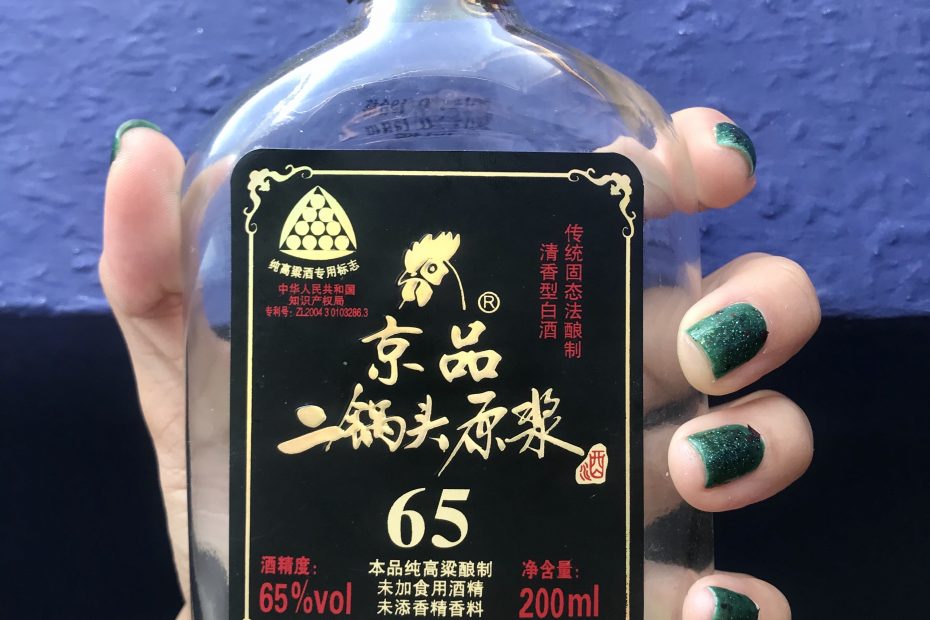 纯高粱酒专用标志
中华人民共和国
知识产权局
专利号：ZL2004 3 0103286.3
传统固态法酿制
清香型白酒
®
京品
二锅头原浆
酒
65
酒精度：
65%vol
本品纯高粱酿制
未加食用酒精
未添香精香料
净含量：
200ml